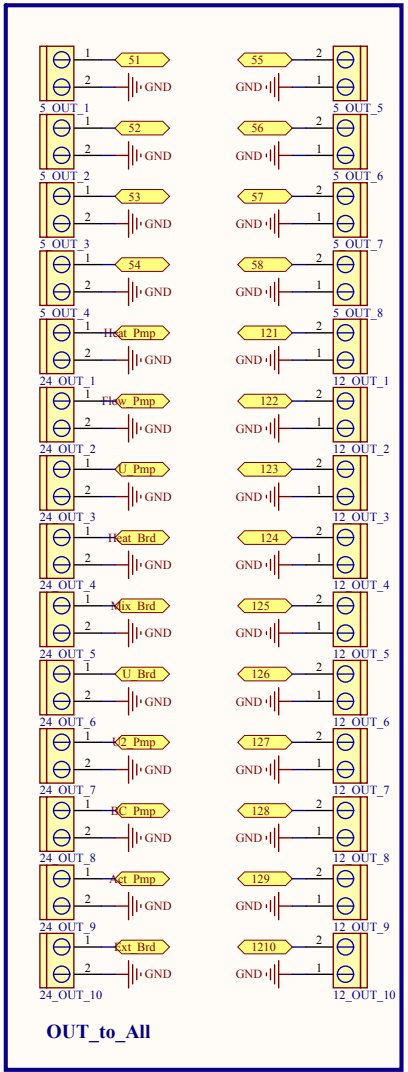 1 51 55 2
2 GND GND 1
5_OUT_1 5_OUT_5
1 52 56 2
2 GND GND 1
5_OUT_2 5_OUT_6
1 53 57 2
2 GND GND 1
5_OUT_3 5_OUT_7
1 54 58 2
2 GND GND 1
5_OUT_4 5_OUT_8
1 Heat_Pmp 121 2
2 GND GND 1
24_OUT_1 12_OUT_1
1 Flow_Pmp 122 2
2 GND GND 1
24_OUT_2 12_OUT_2
1 U_Pmp 123 2
2 GND GND 1
24_OUT_3 12_OUT_3
1 Heat_Brd 124 2
2 GND GND 1
24_OUT_4 12_OUT_4
1 Mix_Brd 125 2
2 GND GND 1
24_OUT_5 12_OUT_5
1 U_Brd 126 2
2 GND GND 1
24_OUT_6 12_OUT_6
1 U2_Pmp 127 2
2 GND GND 1
24_OUT_7 12_OUT_7
1 BC_Pmp 128 2
2 GND GND 1
24_OUT_8 12_OUT_8
1 Act_Pmp 129 2
2 GND GND 1
24_OUT_9 12_OUT_9
1 Ext_Brd 1210 2
2 GND GND 1
24_OUT_10 12_OUT_10
OUT_to_All